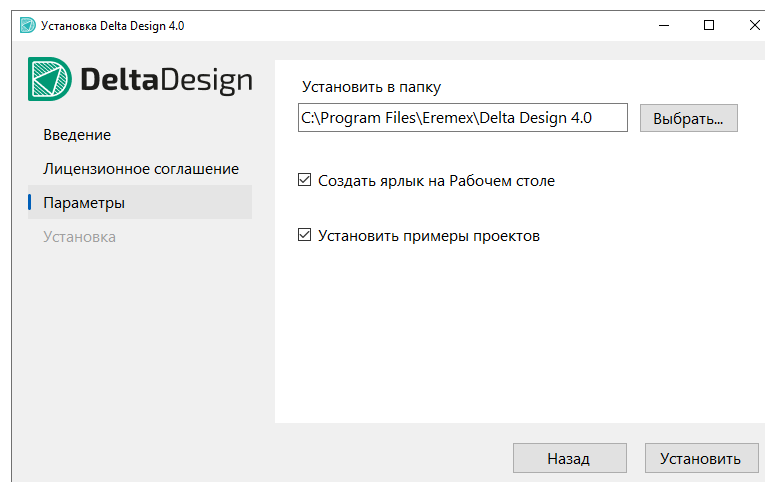 Установка Delta Design 4.0
DeltaDesign
Введение
Лицензионное соглашение
Параметры
Установка
Установить в папку
C:\Program Files\Eremex\Delta Design 4.0
Выбрать...
Создать ярлык на Рабочем столе
Установить примеры проектов
Назад
Установить